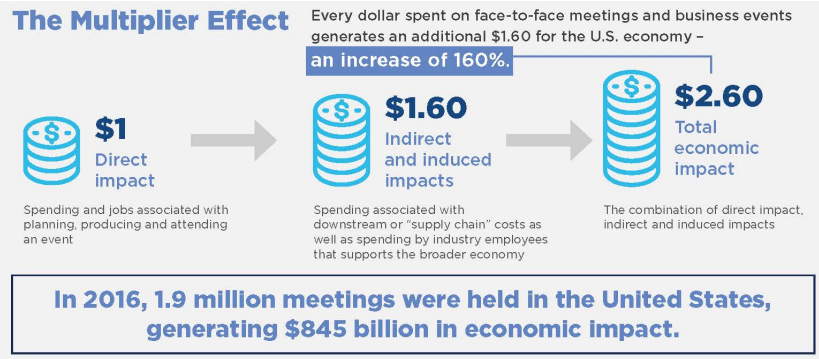 The Multiplier Effect
Every dollar spent on face-to-face meetings and business events
generates an additional $1.60 for the U.S. economy –
an increase of 160%.
$
$1
Direct
impact
Spending and jobs associated with
planning, producing and attending
an event
$
$1.60
Indirect
and induced
impacts
Spending associated with
downstream or “supply chain” costs as
well as spending by industry employees
that supports the broader economy
$
$2.60
Total
economic
impact
The combination of direct impact,
indirect and induced impacts
In 2016, 1.9 million meetings were held in the United States,
generating $845 billion in economic impact.